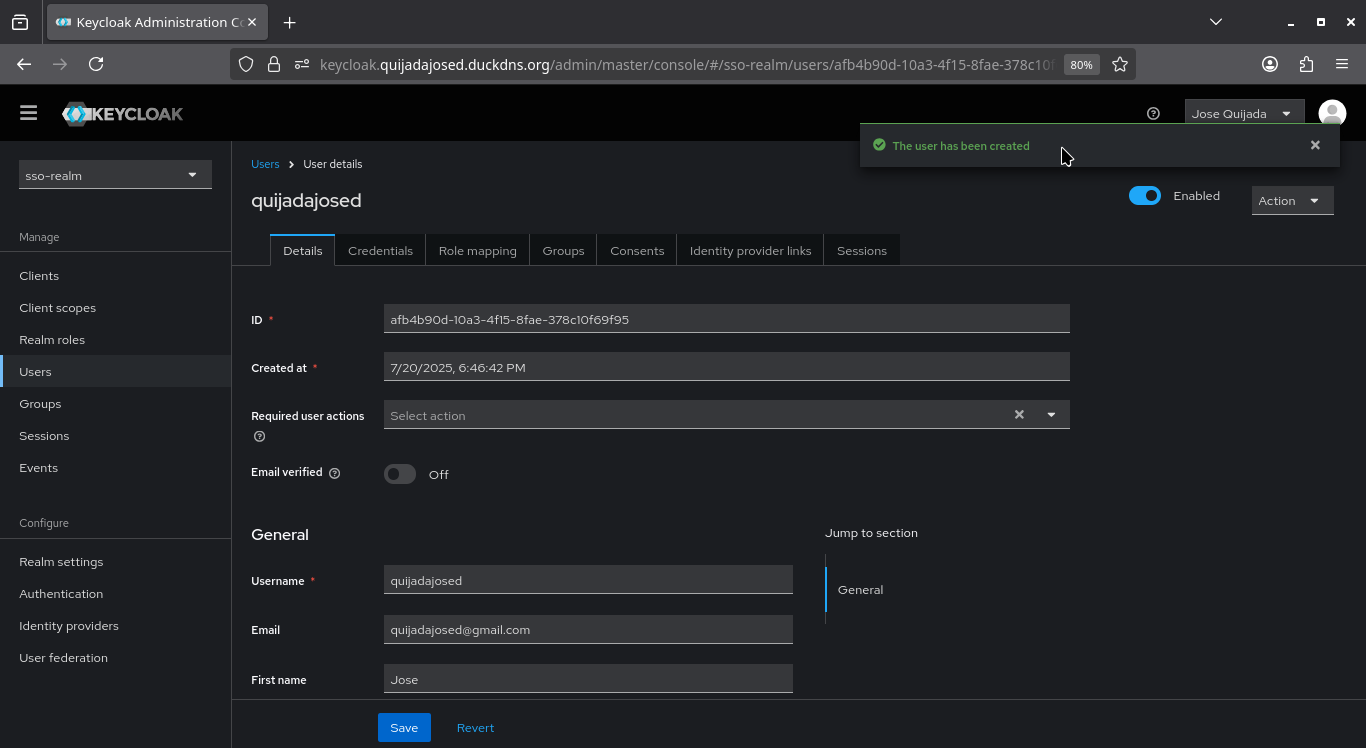 Keycloak Administration Co
keycloak.quijadajosed.duckdns.org/admin/master/console/#/sso-realm/users/afb4b90d-10a3-4f15-8fae-378c10f
80%
KEYCLOAK
Jose Quijada
The user has been created
sso-realm
Manage
Clients
Client scopes
Realm roles
Users
Groups
Sessions
Events
Configure
Realm settings
Authentication
Identity providers
User federation
Users > User details
quijadajosed
Enabled
Action
Details
Credentials
Role mapping
Groups
Consents
Identity provider links
Sessions
ID *
afb4b90d-10a3-4f15-8fae-378c10f69f95
Created at *
7/20/2025, 6:46:42 PM
Required user actions
Select action
Email verified
Off
General
Jump to section
General
Username *
quijadajosed
Email
quijadajosed@gmail.com
First name
Jose
Save
Revert